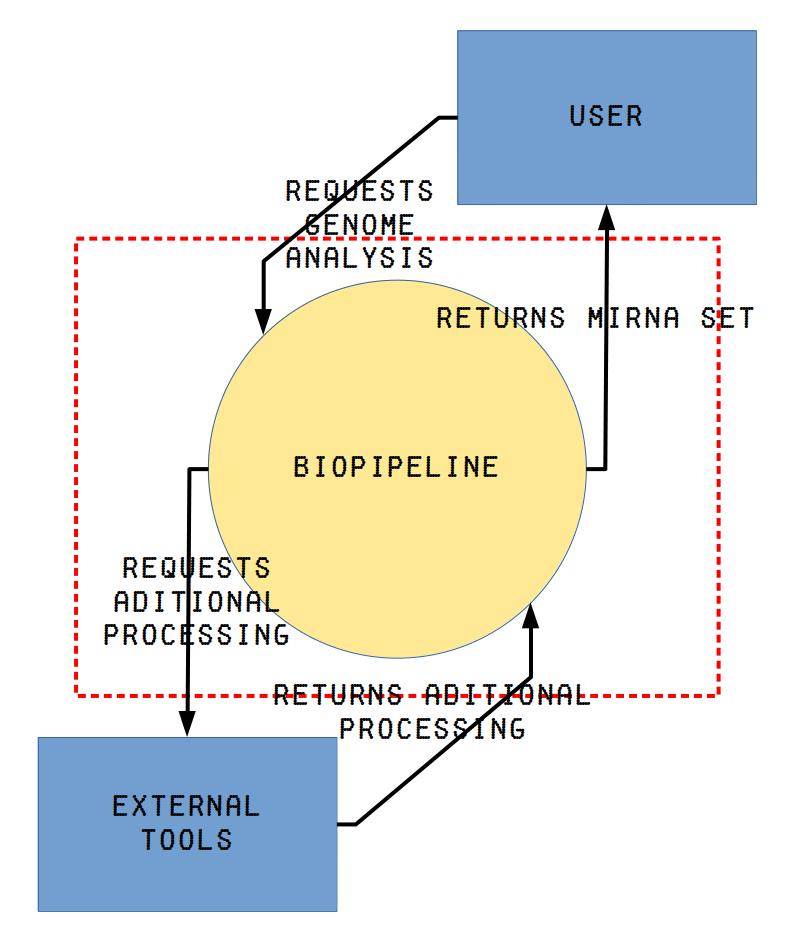 USER
REQUESTS
GENOME
ANALYSIS
RETURNS MIRNA SET
BIOPIPELINE
REQUESTS
ADITIONAL
PROCESSING
RETURNS ADITIONAL
PROCESSING
EXTERNAL
TOOLS